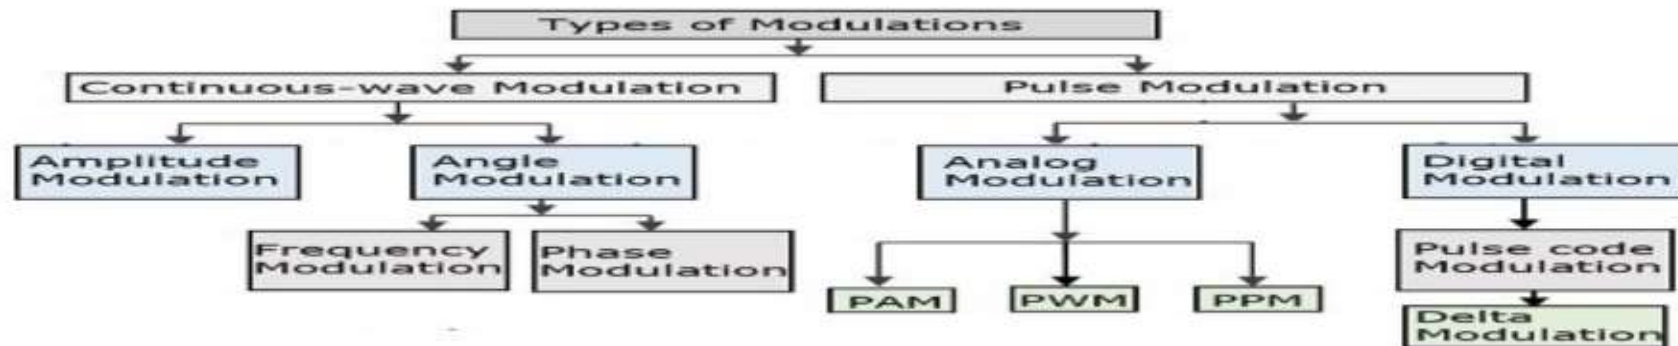 Types of Modulations
Continuous-wave Modulation
Pulse Modulation
Amplitude
Modulation
Angle
Modulation
Analog
Modulation
Digital
Modulation
Frequency
Modulation
Phase
Modulation
PAM
PWM
PPM
Pulse code
Modulation
Delta
Modulation